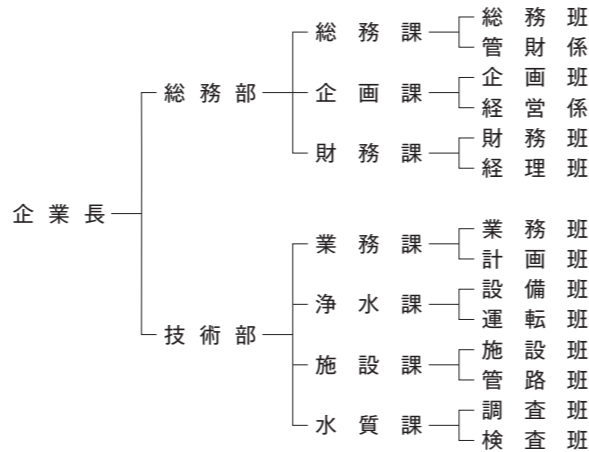 企業長
総務部
総務課
総務班
管財係
企画課
企画班
経営係
財務課
財務班
経理班
技術部
業務課
業務班
計画班
浄水課
設備班
運転班
施設課
施設班
管路班
水質課
調査班
検査班